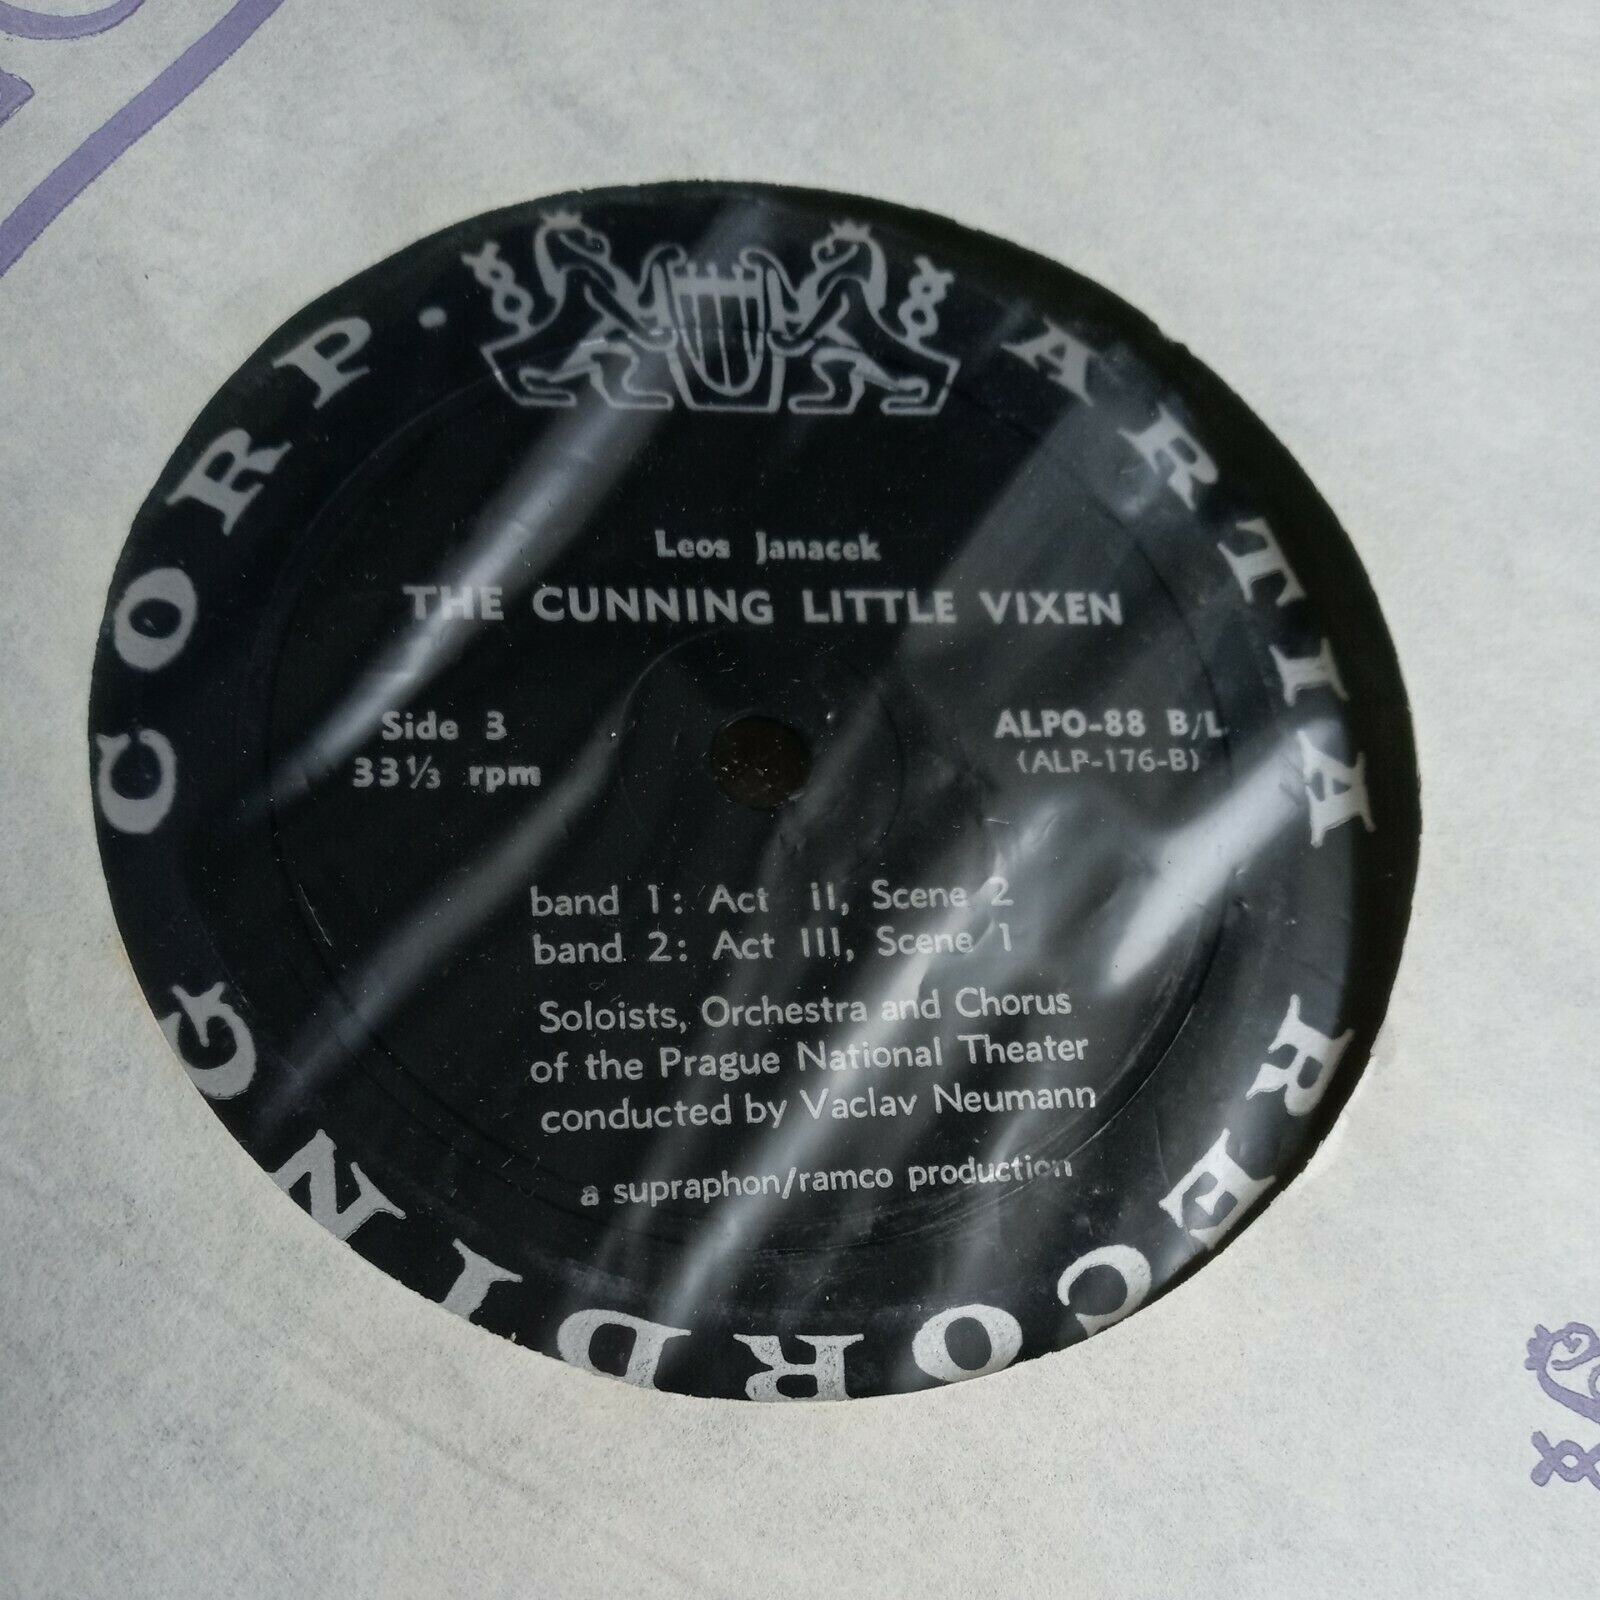 ARTIA RECORDING CORP.
Leos Janacek
THE CUNNING LITTLE VIXEN
Side 3
33 1/3 rpm
ALPO-88 B/L
(ALP-176-B)
band 1: Act II, Scene 2
band 2: Act III, Scene 1
Soloists, Orchestra and Chorus
of the Prague National Theater
conducted by Vaclav Neumann
a supraphon/ramco production